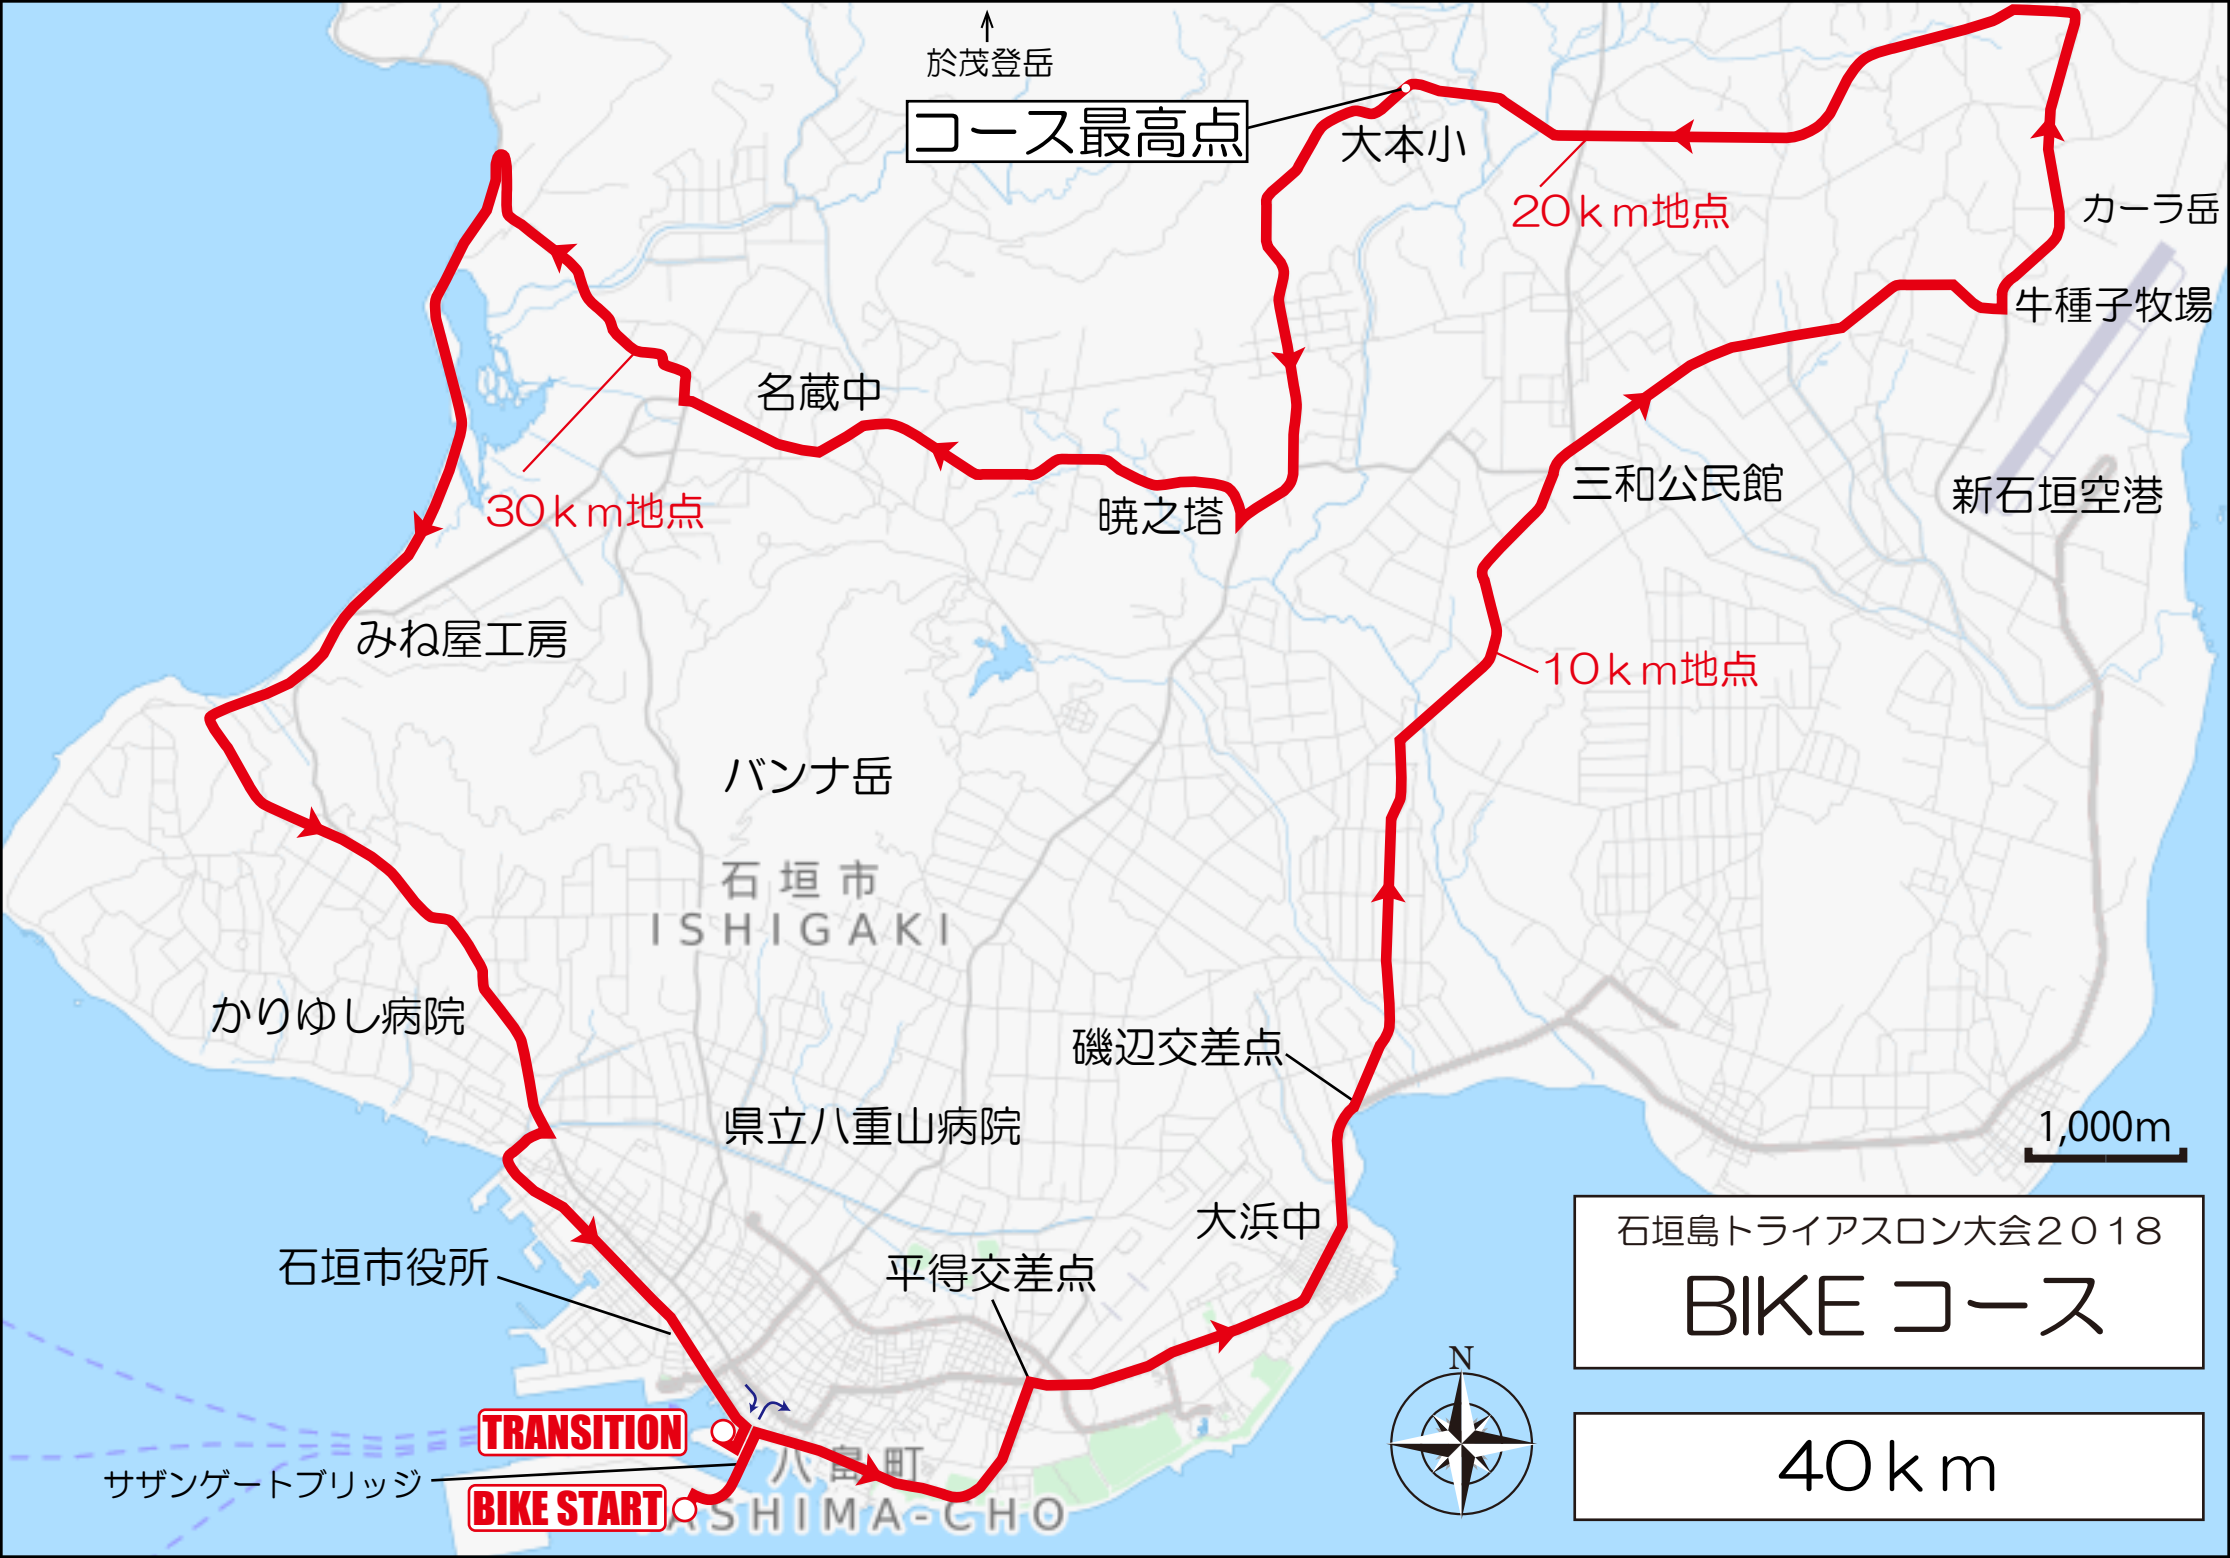 於茂登岳
コース最高点
大本小
20km地点
カーラ岳
牛種子牧場
名蔵中
三和公民館
新石垣空港
30km地点
暁之塔
みね屋工房
10km地点
バンナ岳
石垣市
ISHIGAKI
かりゆし病院
磯辺交差点
県立八重山病院
1,000m
大浜中
石垣市役所
平得交差点
石垣島トライアスロン大会2018
BIKE コース
N
TRANSITION
八島町
サザンゲートブリッジ
BIKE START
ASHIMA-CHO
40km